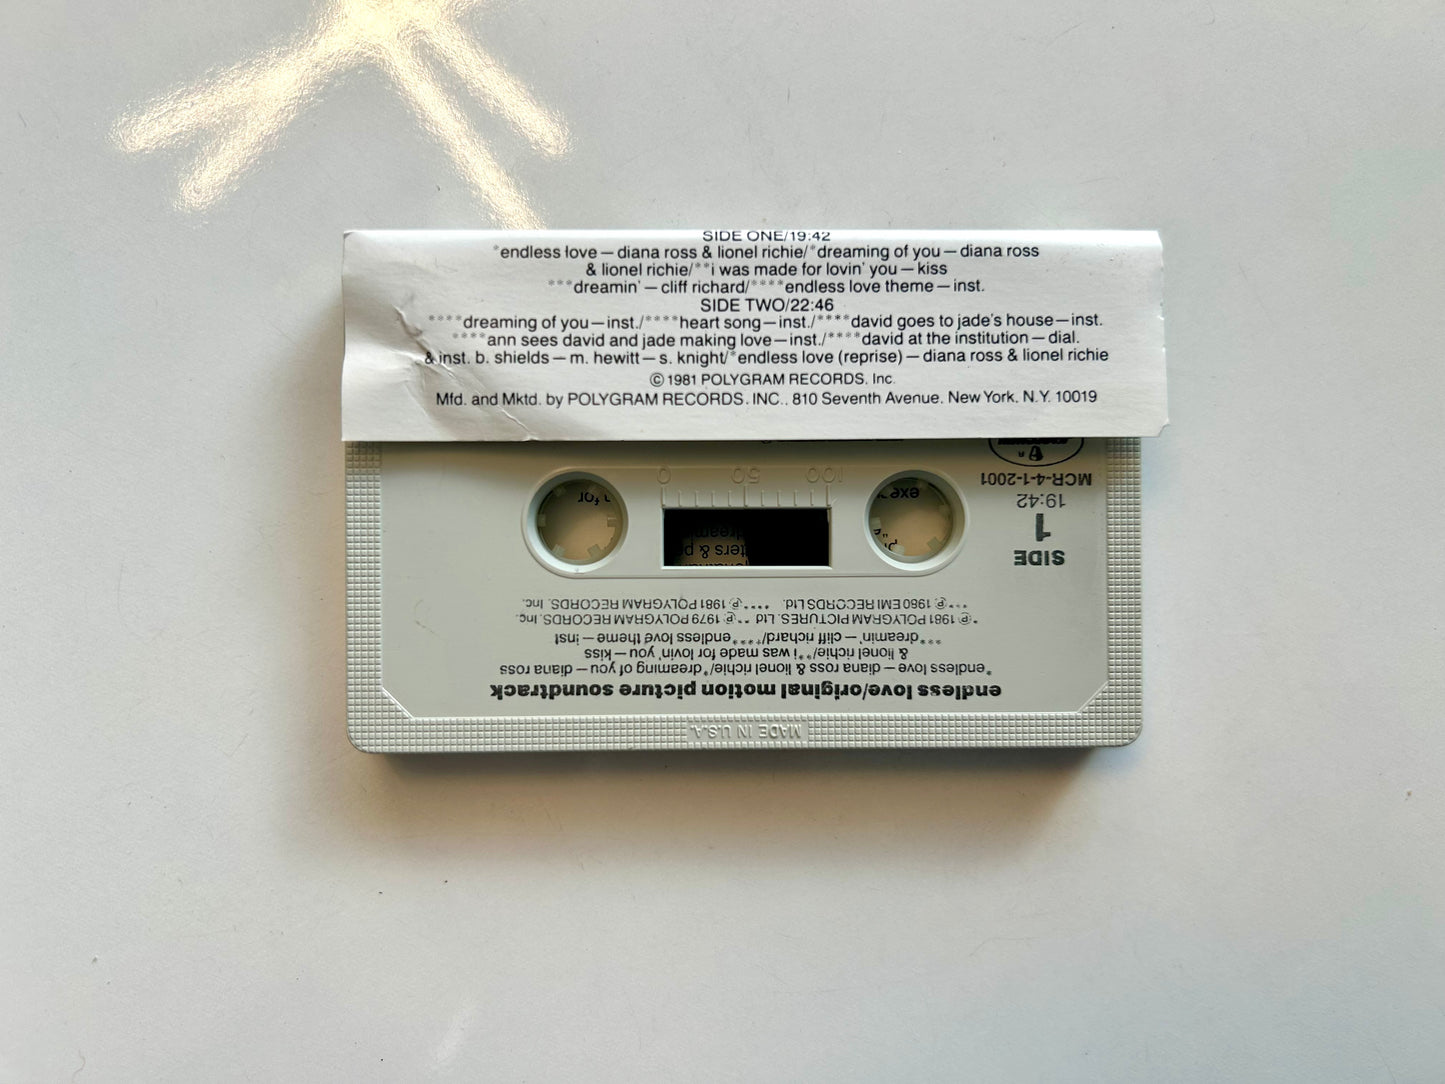 SIDE ONE/19:42
*endless love — diana ross & lionel richie/*dreaming of you — diana ross
& lionel richie/**i was made for lovin' you — kiss
***dreamin' — cliff richard/****endless love theme — inst.
SIDE TWO/22:46
****dreaming of you — inst./****heart song — inst./****david goes to jade's house — inst.
****ann sees david and jade making love — inst./****david at the institution — dial.
& inst. b. shields — m. hewitt — s. knight/*endless love (reprise) — diana ross & lionel richie
© 1981 POLYGRAM RECORDS, Inc.
Mfd. and Mktd. by POLYGRAM RECORDS, INC., 810 Seventh Avenue, New York, N.Y. 10019
endless love/original motion picture soundtrack
*endless love — diana ross & lionel richie/*dreaming of you — diana ross
& lionel richie/**i was made for lovin' you — kiss
***dreamin' — cliff richard/****endless love theme — inst
*℗ 1981 POLYGRAM PICTURES, Ltd **℗ 1979 POLYGRAM RECORDS, Inc.
***℗ 1980 EMI RECORDS Ltd. ****℗ 1981 POLYGRAM RECORDS, Inc.
SIDE
1
19:42
MCR-4-1-2001
100 50 0
MADE IN U.S.A.